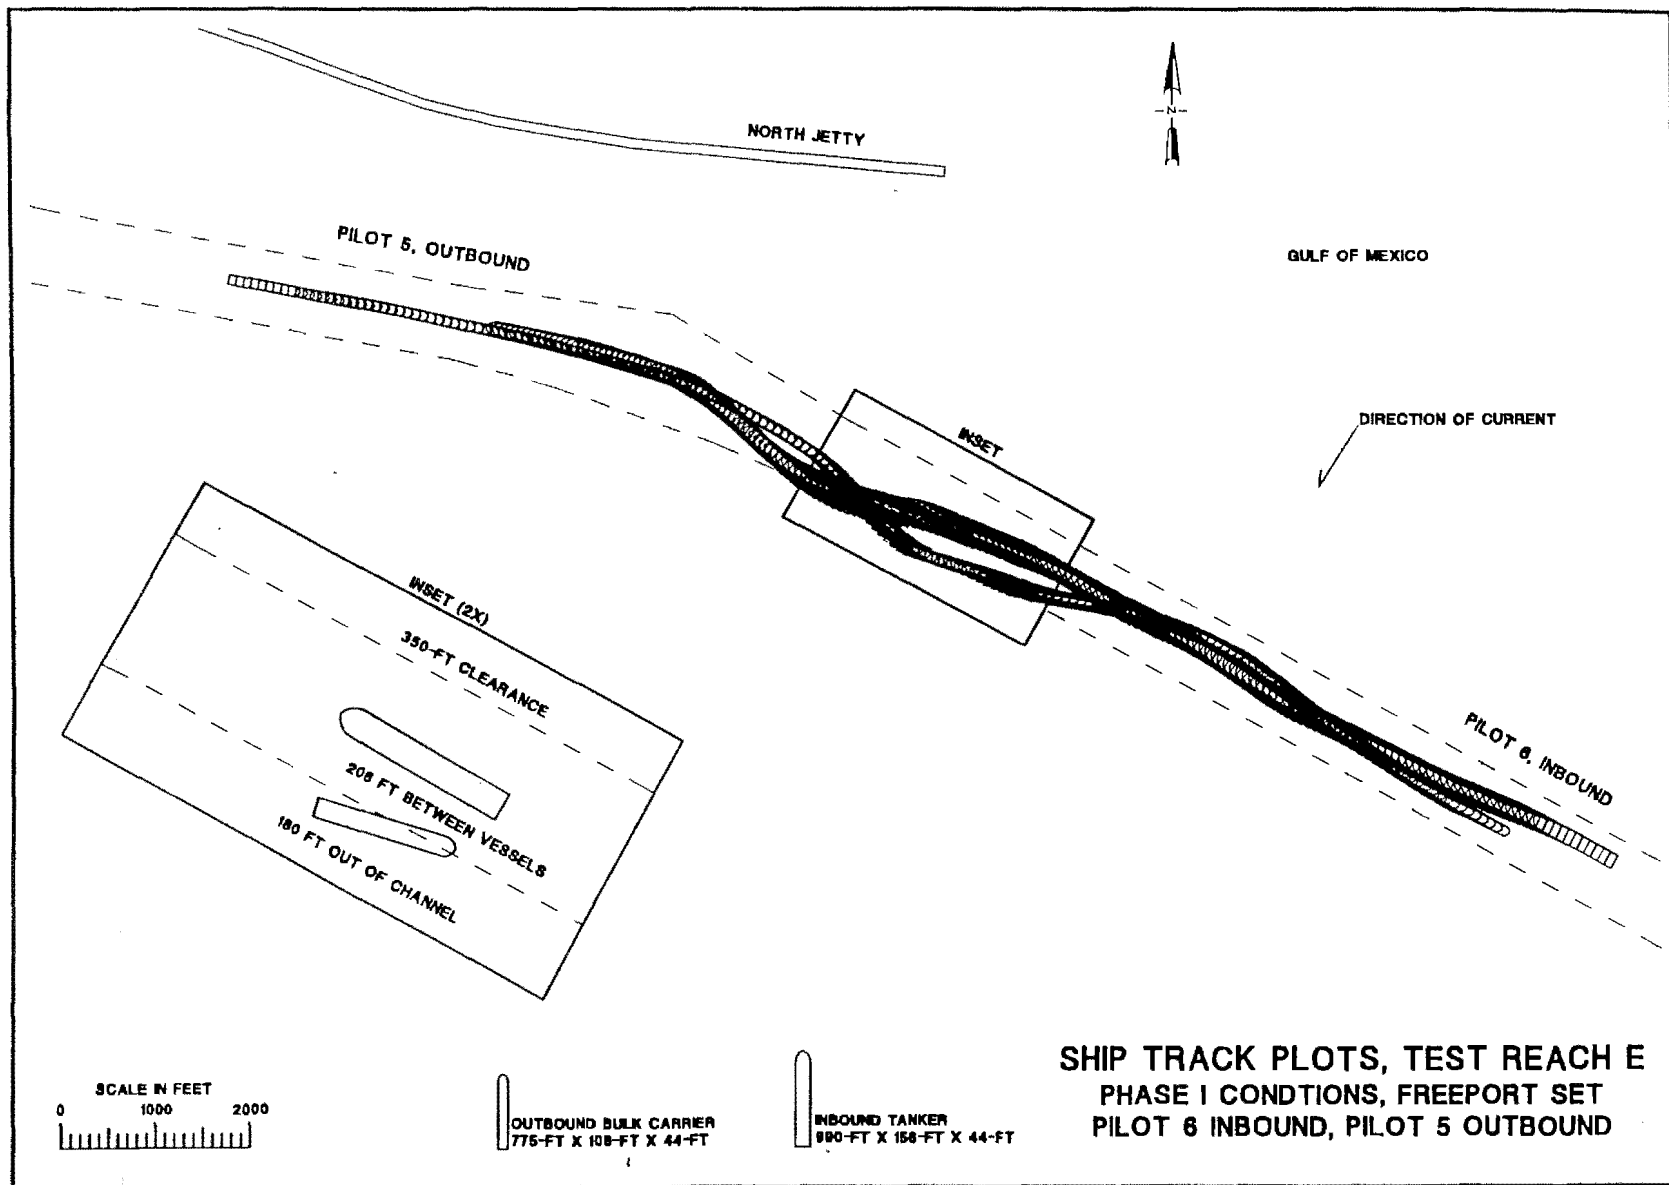 NORTH JETTY
N
PILOT 5, OUTBOUND
GULF OF MEXICO
INSET
DIRECTION OF CURRENT
INSET (2X)
350-FT CLEARANCE
206 FT BETWEEN VESSELS
180 FT OUT OF CHANNEL
PILOT 6, INBOUND
SCALE IN FEET
0 1000 2000
OUTBOUND BULK CARRIER
775-FT X 106-FT X 44-FT
INBOUND TANKER
990-FT X 156-FT X 44-FT
SHIP TRACK PLOTS, TEST REACH E
PHASE I CONDTIONS, FREEPORT SET
PILOT 6 INBOUND, PILOT 5 OUTBOUND